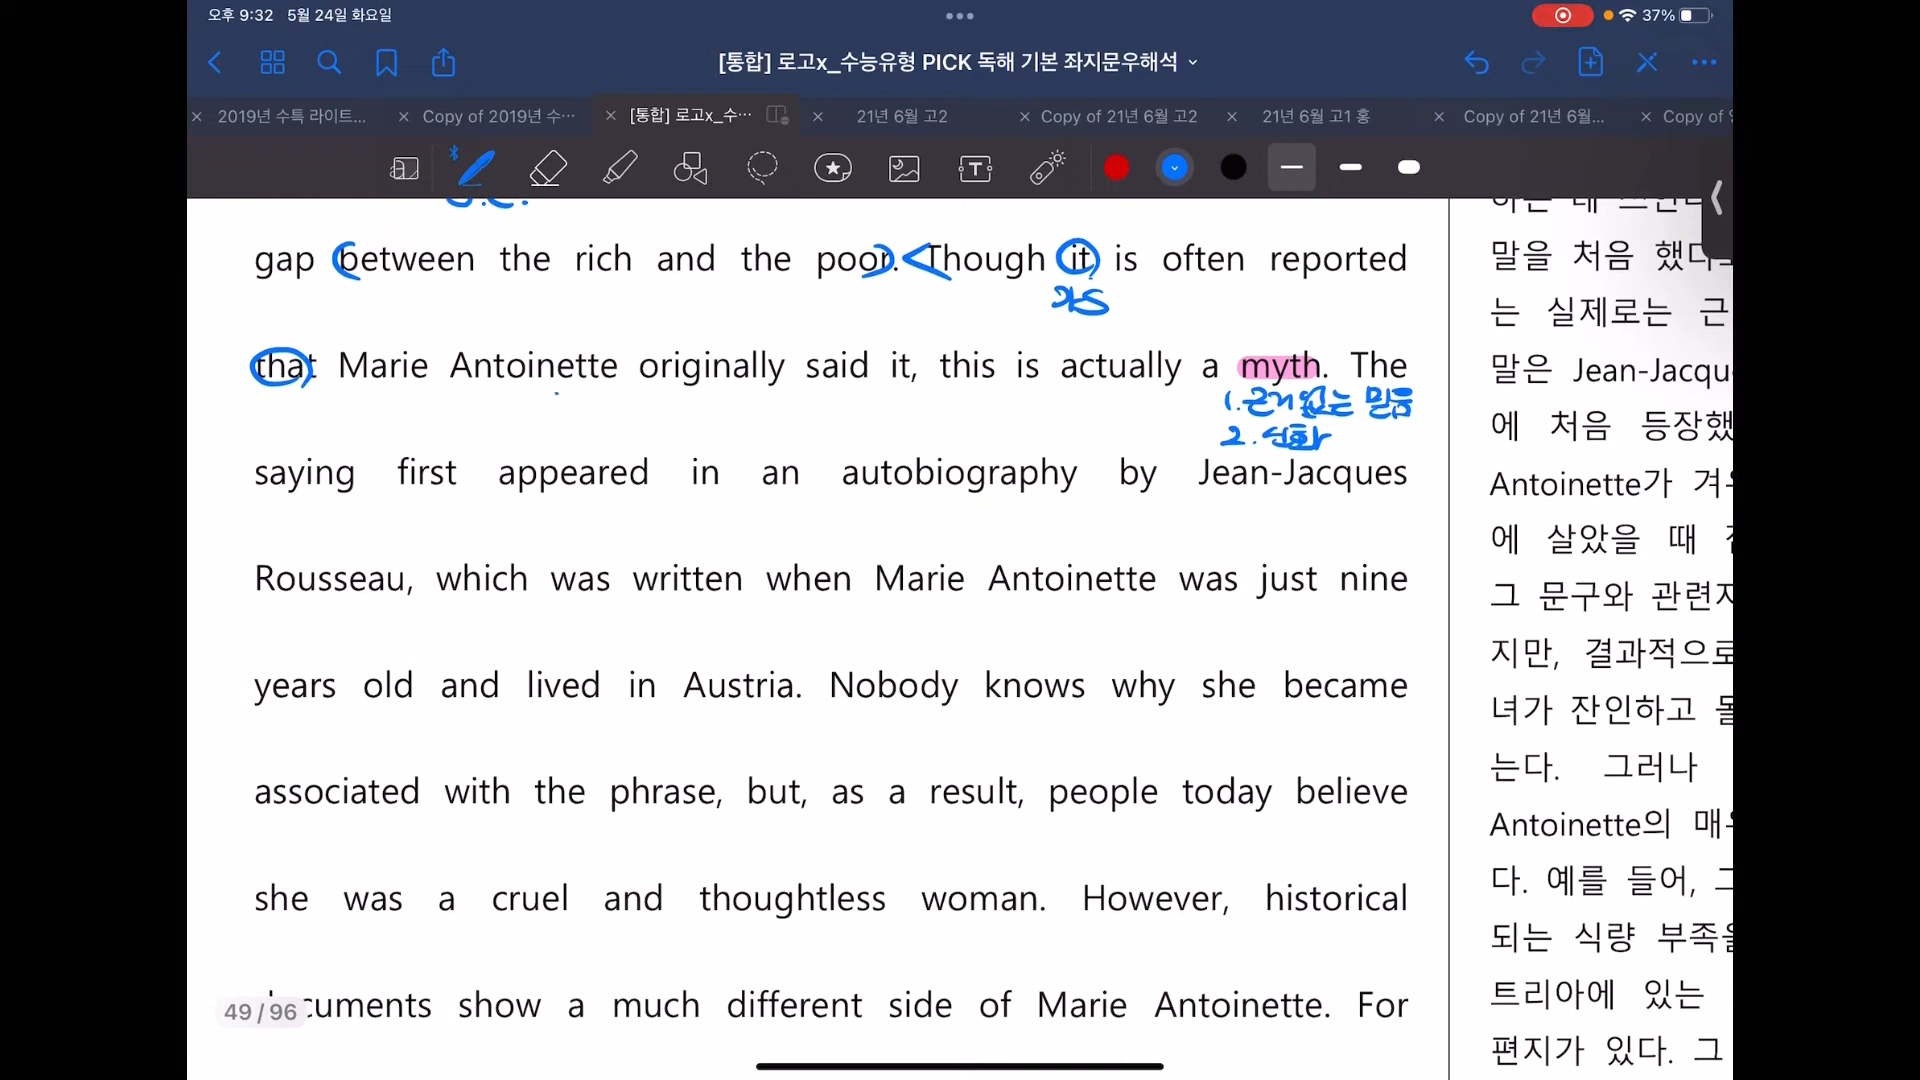 오후 9:32 5월 24일 화요일
37%
[통합] 로고x_수능유형 PICK 독해 기본 좌지문우해석
2019년 수특 라이트...
Copy of 2019년 수...
[통합] 로고x_수...
21년 6월 고2
Copy of 21년 6월 고2
21년 6월 고1 홍
Copy of 21년 6월...
Copy of
gap between the rich and the poor. Though it is often reported
가S
that Marie Antoinette originally said it, this is actually a myth. The
1. 근거 없는 믿음
2. 신화
saying first appeared in an autobiography by Jean-Jacques
Rousseau, which was written when Marie Antoinette was just nine
years old and lived in Austria. Nobody knows why she became
associated with the phrase, but, as a result, people today believe
she was a cruel and thoughtless woman. However, historical
documents show a much different side of Marie Antoinette. For
49 / 96
말을 처음 했다
는 실제로는 근
말은 Jean-Jacqu
에 처음 등장했
Antoinette가 겨우
에 살았을 때
그 문구와 관련
지만, 결과적으로
녀가 잔인하고
는다. 그러나
Antoinette의 매우
다. 예를 들어, 그
되는 식량 부족을
트리아에 있는
편지가 있다. 그